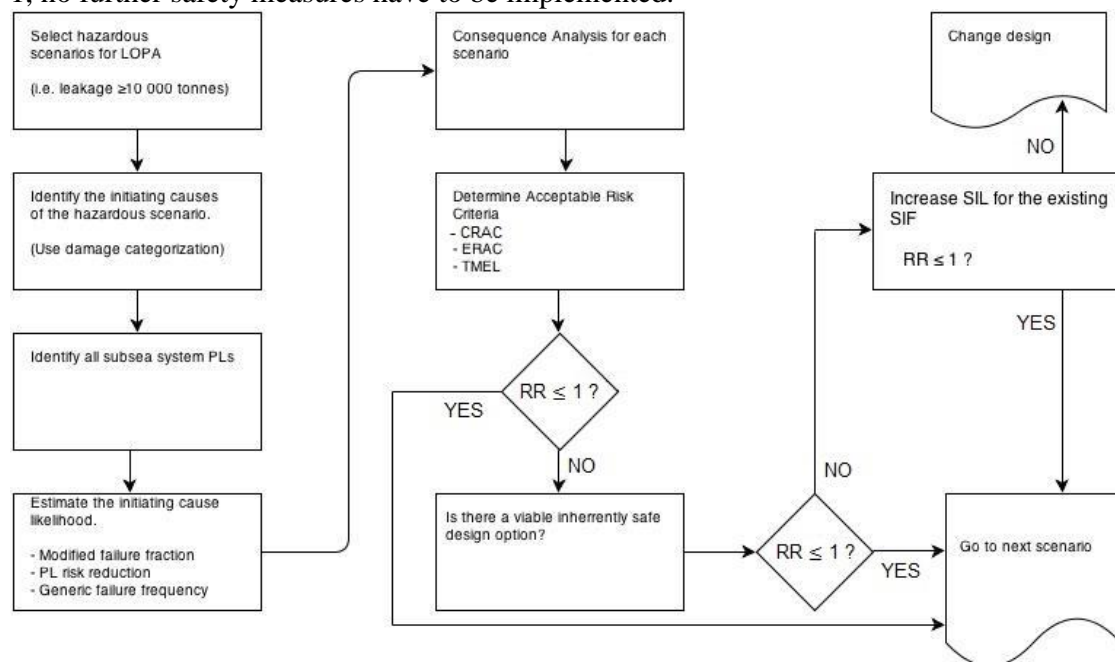 1, no further safety measures have to be implemented.
Select hazardous
scenarios for LOPA
(i.e. leakage ≥10 000 tonnes)
Identify the initiating causes
of the hazardous scenario.
(Use damage categorization)
Identify all subsea system PLs
Estimate the initiating cause
likelihood.
- Modified failure fraction
- PL risk reduction
- Generic failure frequency
Consequence Analysis for each
scenario
Determine Acceptable Risk
Criteria
- CRAC
- ERAC
- TMEL
RR ≤ 1 ?
YES
NO
Is there a viable inherrently safe
design option?
RR ≤ 1 ?
NO
YES
Change design
NO
Increase SIL for the existing
SIF
RR ≤ 1 ?
YES
Go to next scenario